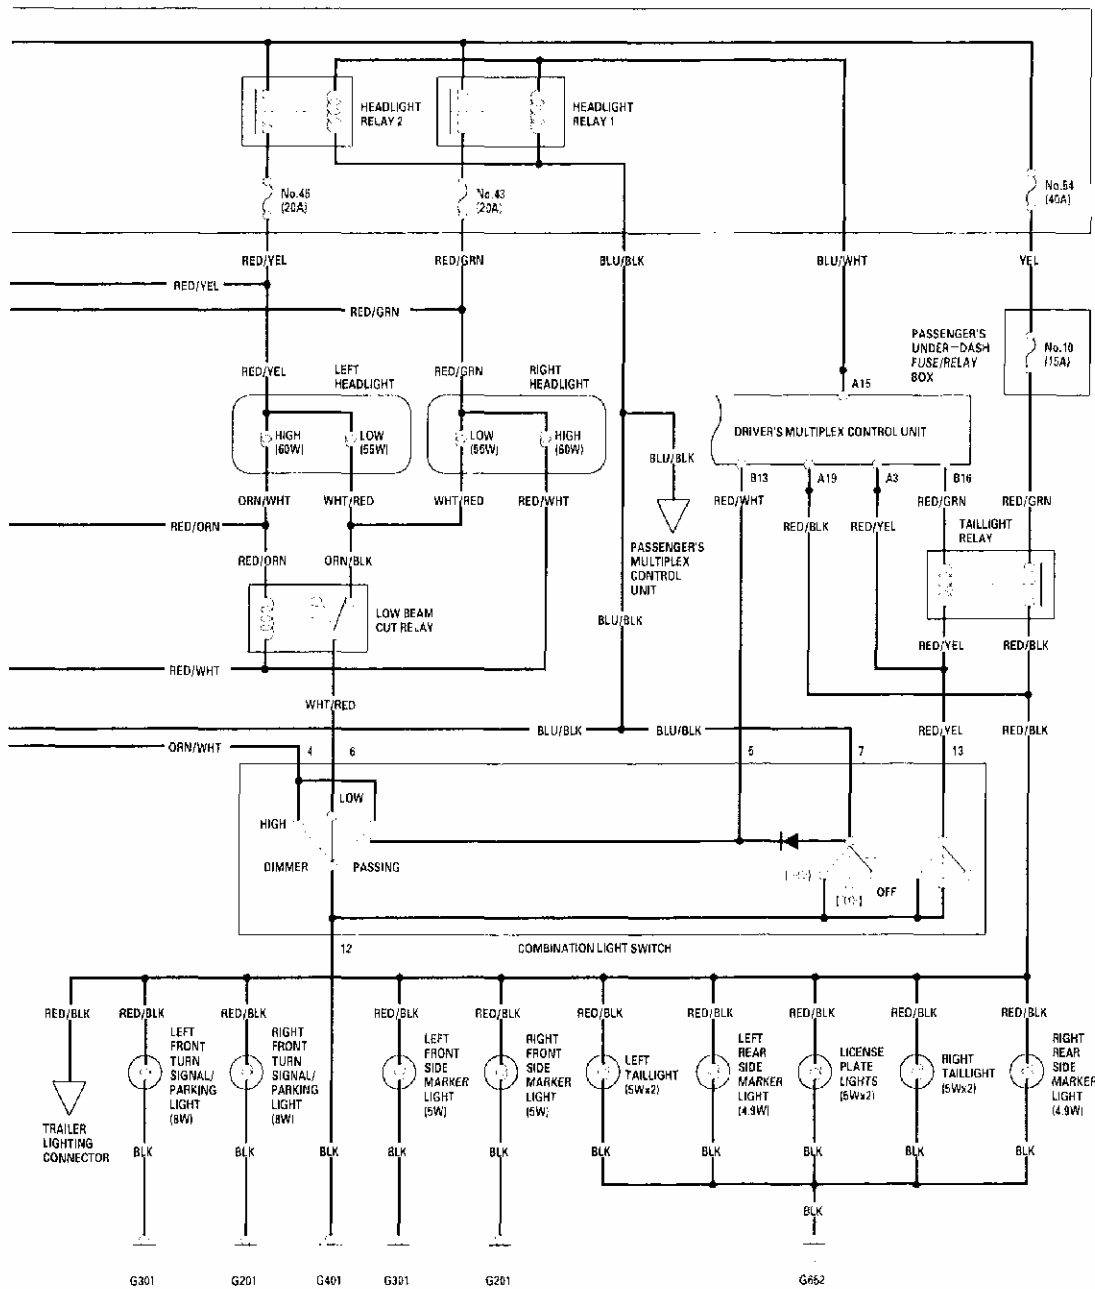 HEADLIGHT
RELAY 2
HEADLIGHT
RELAY 1
No.46
(20A)
No.43
(20A)
No.54
(40A)
RED/YEL
RED/GRN
BLU/BLK
BLU/WHT
YEL
RED/YEL
RED/GRN
PASSENGER'S
UNDER-DASH
FUSE/RELAY
BOX
No.10
(15A)
RED/YEL
LEFT
HEADLIGHT
RED/GRN
RIGHT
HEADLIGHT
A15
HIGH
(60W)
LOW
(55W)
LOW
(55W)
HIGH
(60W)
DRIVER'S MULTIPLEX CONTROL UNIT
BLU/BLK
B13
A19
A3
B16
ORN/WHT
WHT/RED
WHT/RED
RED/WHT
RED/WHT
RED/GRN
RED/GRN
RED/ORN
RED/BLK
RED/YEL
TAILLIGHT
RELAY
RED/ORN
ORN/BLK
PASSENGER'S
MULTIPLEX
CONTROL
UNIT
LOW BEAM
CUT RELAY
BLU/BLK
RED/YEL
RED/BLK
RED/WHT
WHT/RED
BLU/BLK
BLU/BLK
RED/YEL
RED/BLK
ORN/WHT
4
6
5
7
13
LOW
HIGH
DIMMER
PASSING
OFF
12
COMBINATION LIGHT SWITCH
RED/BLK
RED/BLK
RED/BLK
RED/BLK
RED/BLK
RED/BLK
RED/BLK
RED/BLK
RED/BLK
RED/BLK
LEFT
FRONT
TURN
SIGNAL/
PARKING
LIGHT
(8W)
RIGHT
FRONT
TURN
SIGNAL/
PARKING
LIGHT
(8W)
LEFT
FRONT
SIDE
MARKER
LIGHT
(5W)
RIGHT
FRONT
SIDE
MARKER
LIGHT
(5W)
LEFT
TAILLIGHT
(5Wx2)
LEFT
REAR
SIDE
MARKER
LIGHT
(4.9W)
LICENSE
PLATE
LIGHTS
(5Wx2)
RIGHT
TAILLIGHT
(5Wx2)
RIGHT
REAR
SIDE
MARKER
LIGHT
(4.9W)
TRAILER
LIGHTING
CONNECTOR
BLK
BLK
BLK
BLK
BLK
BLK
BLK
BLK
BLK
BLK
BLK
G301
G201
G401
G301
G201
G652